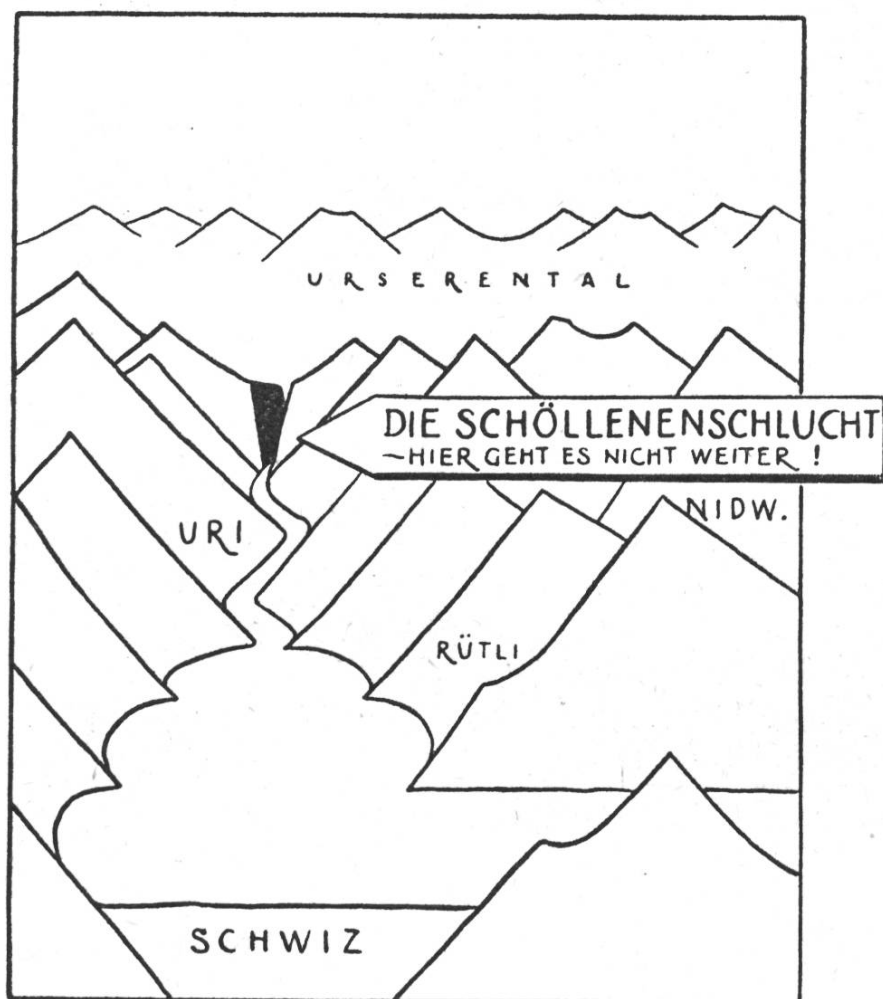 URSERENTAL
DIE SCHÖLLENENSCHLUCHT
~HIER GEHT ES NICHT WEITER !
NIDW.
URI
RÜTLI
SCHWIZ